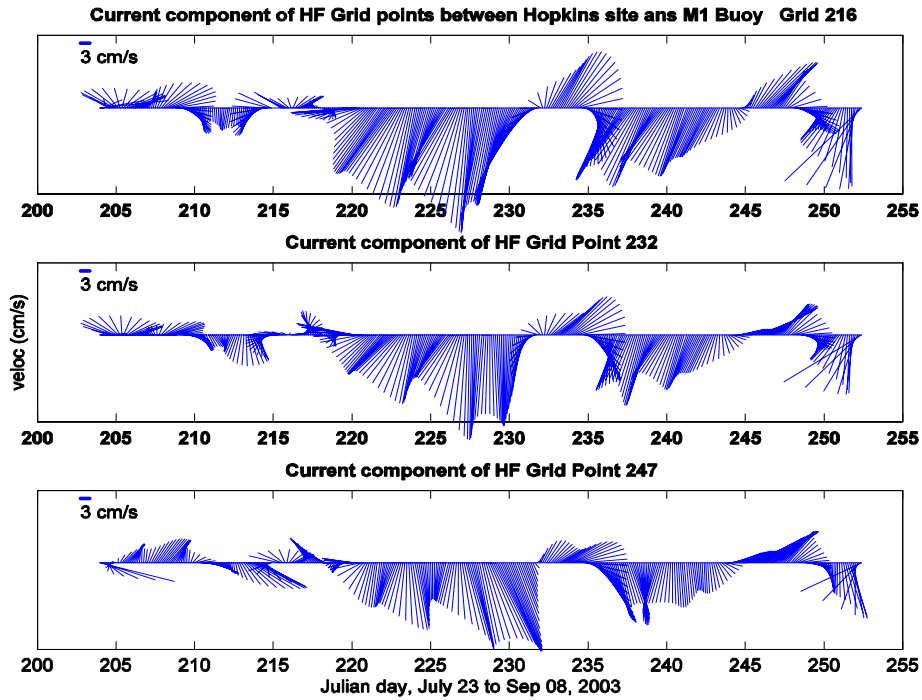 Current component of HF Grid points between Hopkins site ans M1 Buoy Grid 216
3 cm/s
200 205 210 215 220 225 230 235 240 245 250 255
Current component of HF Grid Point 232
3 cm/s
veloc (cm/s)
200 205 210 215 220 225 230 235 240 245 250 255
Current component of HF Grid Point 247
3 cm/s
200 205 210 215 220 225 230 235 240 245 250 255
Julian day, July 23 to Sep 08, 2003